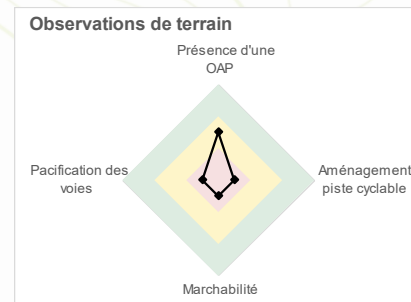 Observations de terrain
Présence d'une
OAP
Pacification des
voies
Aménagement
piste cyclable
Marchabilité